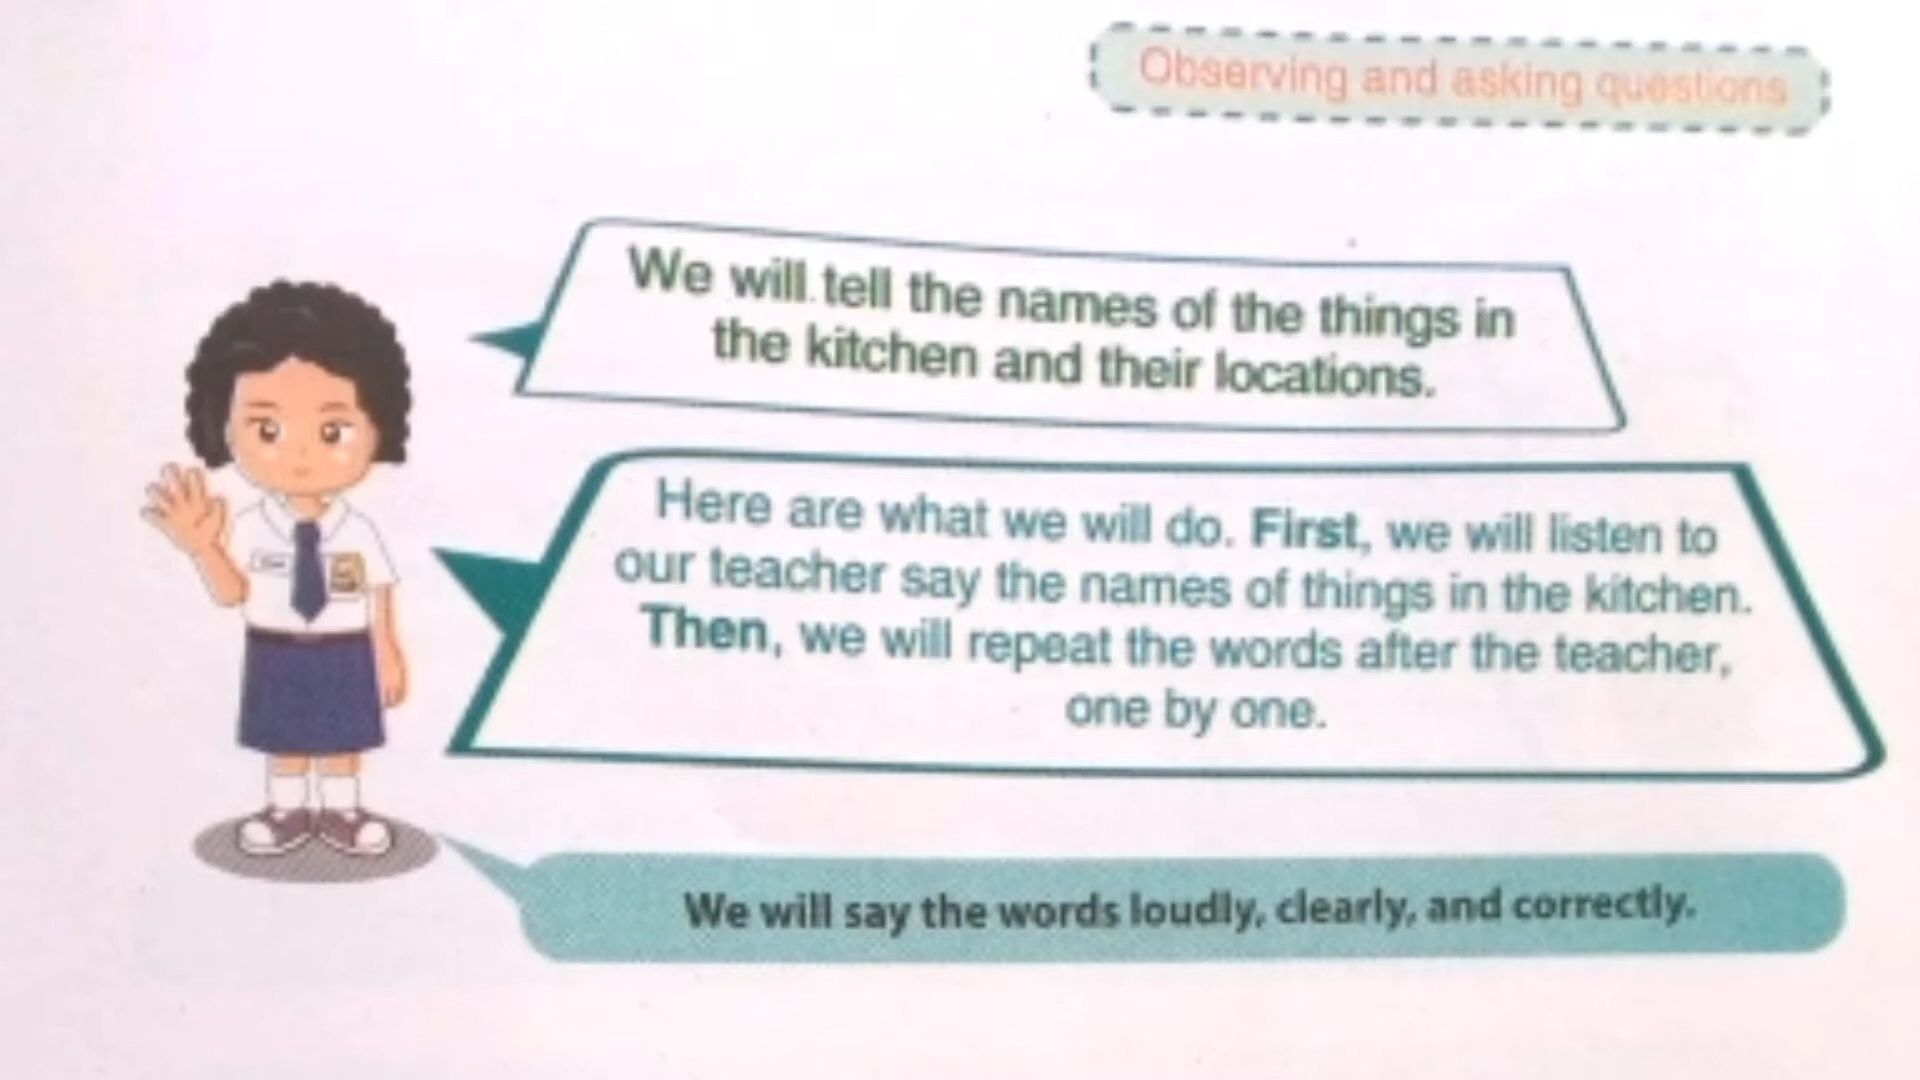 Observing and asking questions
We will tell the names of the things in
the kitchen and their locations.
Here are what we will do. First, we will listen to
our teacher say the names of things in the kitchen.
Then, we will repeat the words after the teacher,
one by one.
We will say the words loudly, clearly, and correctly.